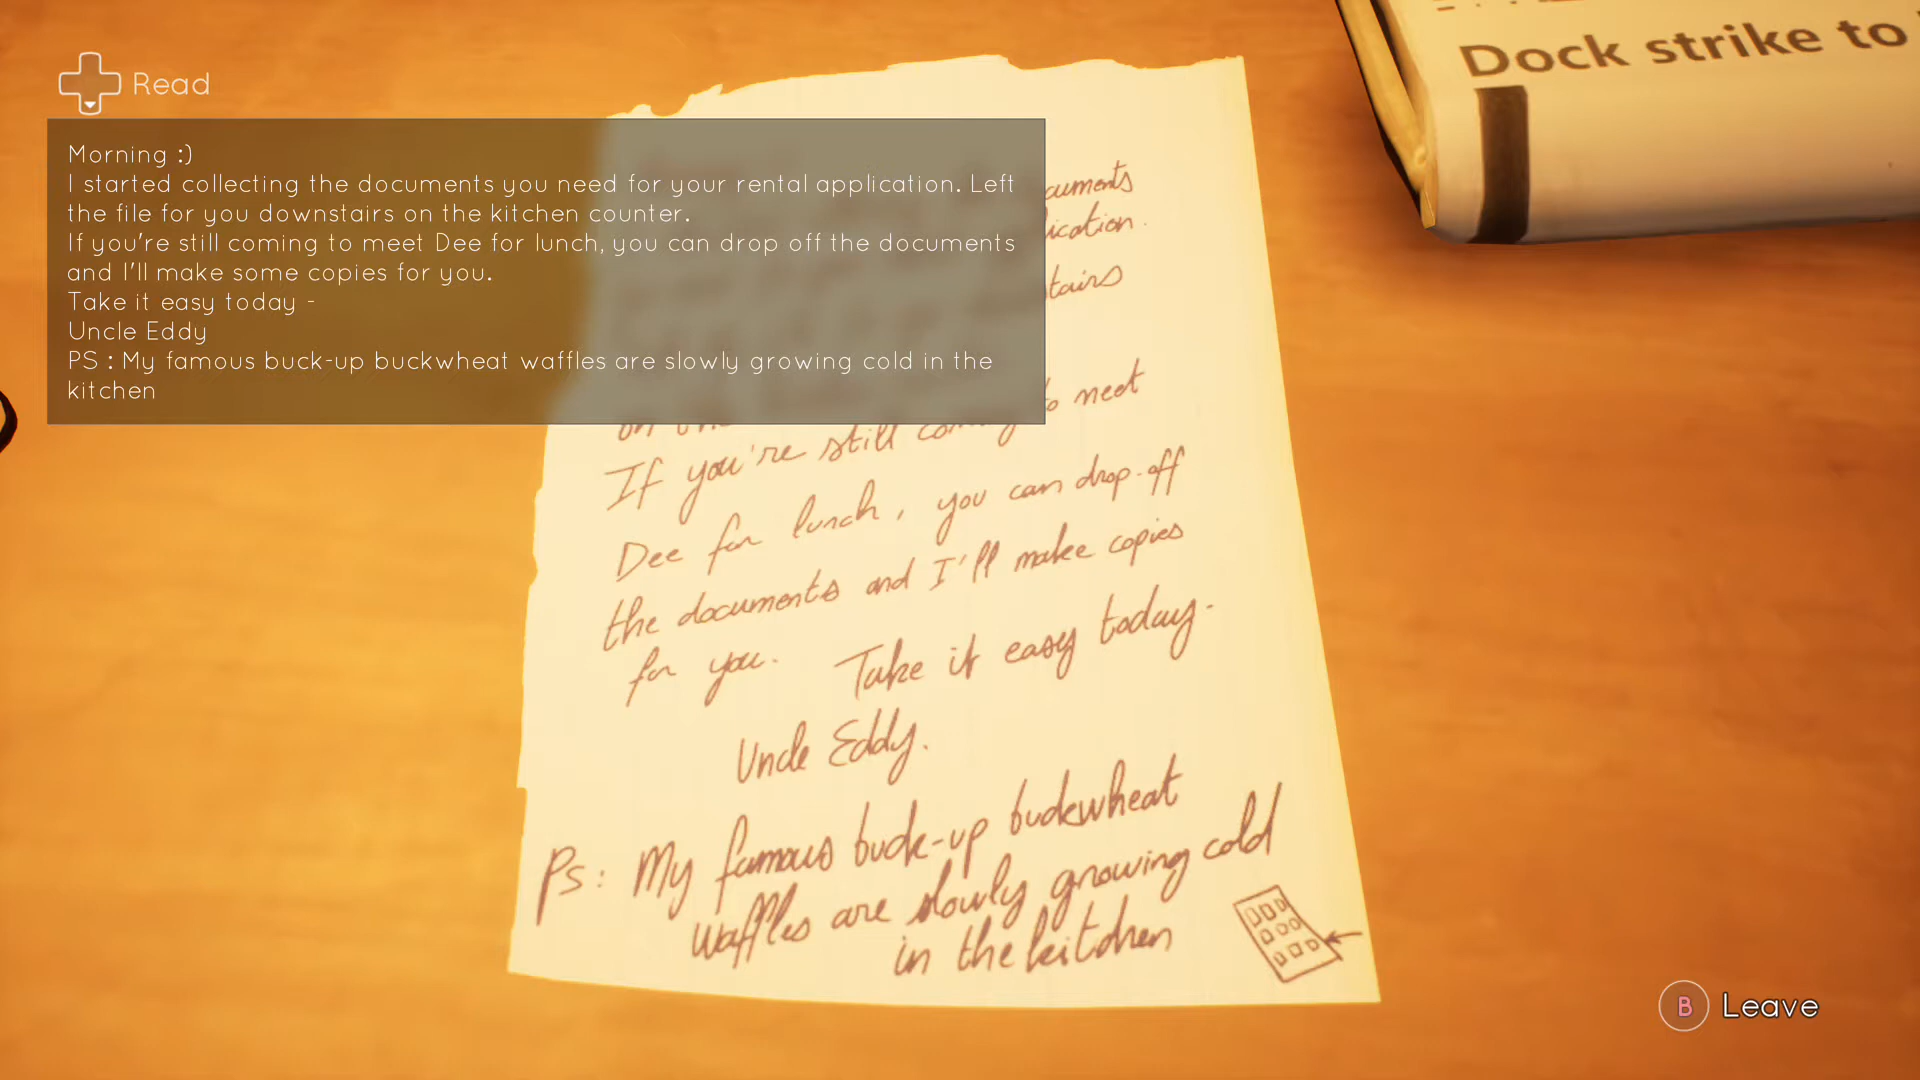 Read
Morning :)
I started collecting the documents you need for your rental application. Left
the file for you downstairs on the kitchen counter.
If you're still coming to meet Dee for lunch, you can drop off the documents
and I'll make some copies for you.
Take it easy today -
Uncle Eddy
PS : My famous buck-up buckwheat waffles are slowly growing cold in the
kitchen
Dock strike to
If you're still coming to meet
Dee for lunch, you can drop-off
the documents and I'll make copies
for you. Take it easy today-
Uncle Eddy.
Ps: My famous buck-up buckwheat
waffles are slowly growing cold
in the kitchen
B Leave